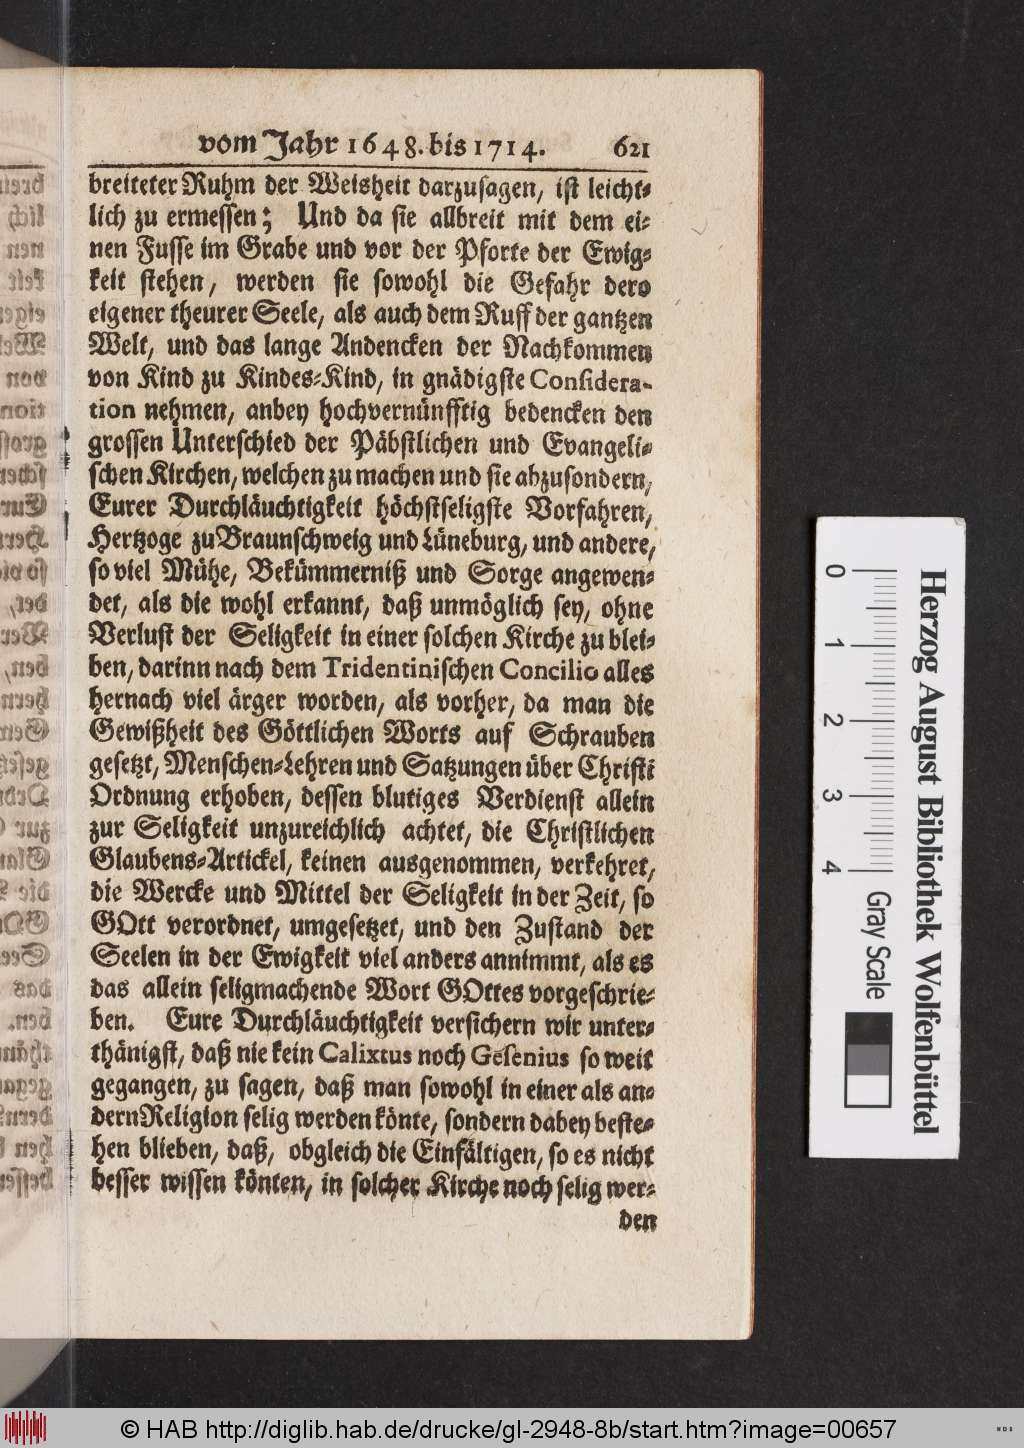 vom Jahr 1648. bis 1714. 621
breiteter Ruhm der Weisheit darzusagen, ist leicht-
lich zu ermessen; Und da sie allbreit mit dem ei-
nen Fusse im Grabe und vor der Pforte der Ewig-
keit stehen, werden sie sowohl die Gefahr dero
eigener theurer Seele, als auch dem Ruff der gantzen
Welt, und das lange Andencken der Nachkommen
von Kind zu Kindes-Kind, in gnädigste Considera-
tion nehmen, anbey hochvernünfftig bedencken den
grossen Unterschied der Päbstlichen und Evangeli-
schen Kirchen, welchen zu machen und sie abzusondern,
Eurer Durchläuchtigkeit höchstseligste Vorfahren,
Hertzoge zu Braunschweig und Lüneburg, und andere,
so viel Mühe, Bekümmerniß und Sorge angewen-
det, als die wohl erkannt, daß unmöglich sey, ohne
Verlust der Seligkeit in einer solchen Kirche zu blei-
ben, darinn nach dem Tridentinischen Concilio alles
hernach viel ärger worden, als vorher, da man die
Gewißheit des Göttlichen Worts auf Schrauben
gesetzt, Menschen-Lehren und Satzungen über Christi
Ordnung erhoben, dessen blutiges Verdienst allein
zur Seligkeit unzureichlich achtet, die Christlichen
Glaubens-Artickel, keinen ausgenommen, verkehret,
die Wercke und Mittel der Seligkeit in der Zeit, so
GOtt verordnet, umgesetzet, und den Zustand der
Seelen in der Ewigkeit viel anders annimmt, als es
das allein seligmachende Wort GOttes vorgeschrie-
ben. Eure Durchläuchtigkeit versichern wir unter-
thänigst, daß nie kein Calixtus noch Gesenius so weit
gegangen, zu sagen, daß man sowohl in einer als an-
dern Religion selig werden könte, sondern dabey beste-
hen blieben, daß, obgleich die Einfältigen, so es nicht
besser wissen könten, in solcher Kirche noch selig wer-
den
0 1 2 3 4
Gray Scale
Herzog August Bibliothek Wolfenbüttel
© HAB http://diglib.hab.de/drucke/gl-2948-8b/start.htm?image=00657